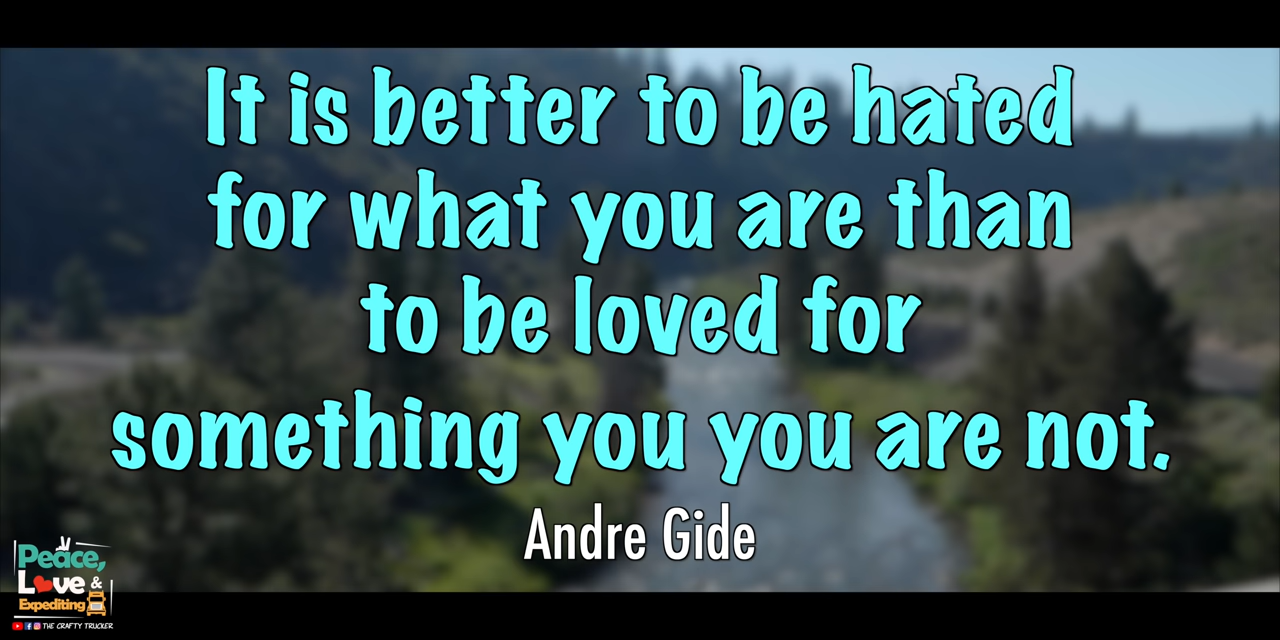 It is better to be hated
for what you are than
to be loved for
something you you are not.
Andre Gide
Peace,
Love &
Expediting
THE CRAFTY TRUCKER